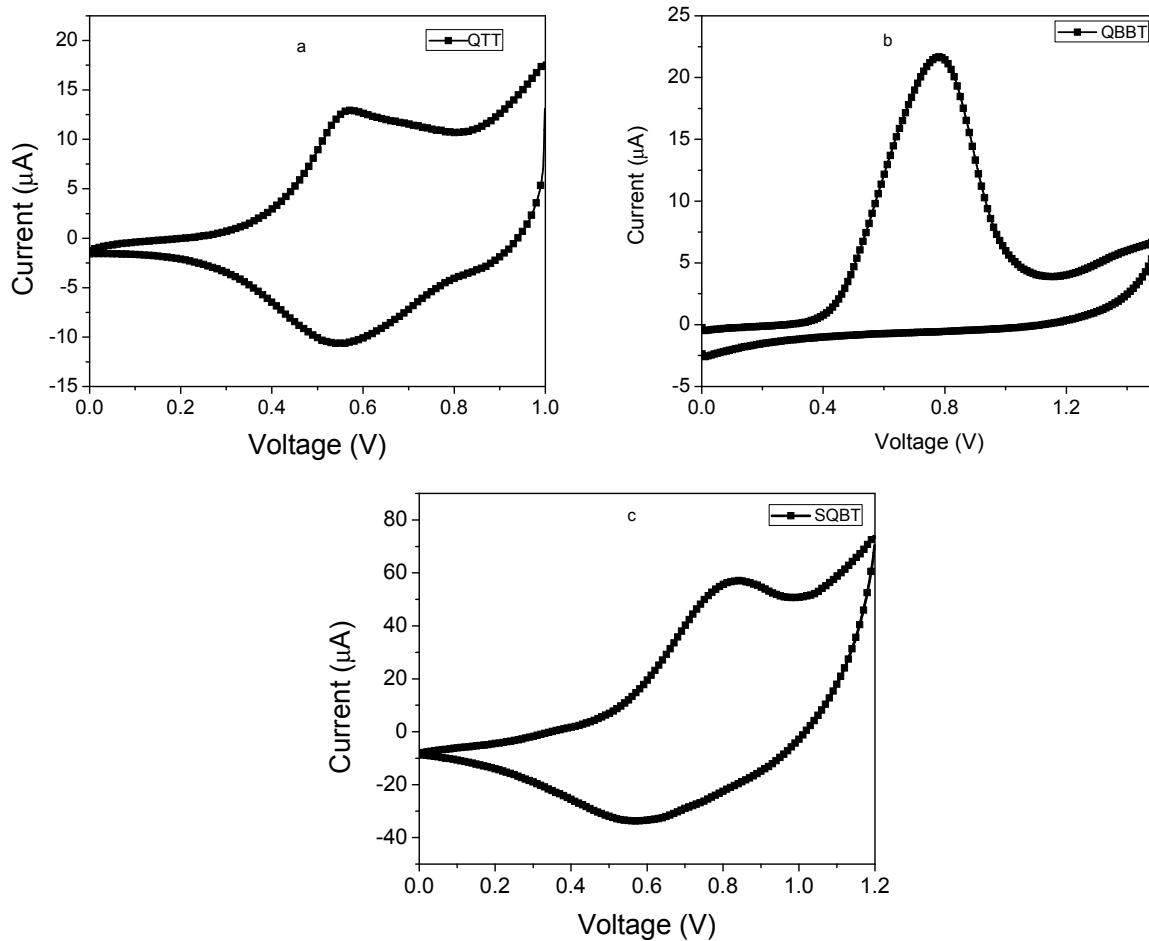 a
QTT
20
15
10
5
0
-5
-10
-15
Current (µA)
0.0 0.2 0.4 0.6 0.8 1.0
Voltage (V)
b
QBBT
25
20
15
10
5
0
-5
Current (µA)
0.0 0.4 0.8 1.2
Voltage (V)
c
SQBT
80
60
40
20
0
-20
-40
Current (µA)
0.0 0.2 0.4 0.6 0.8 1.0 1.2
Voltage (V)